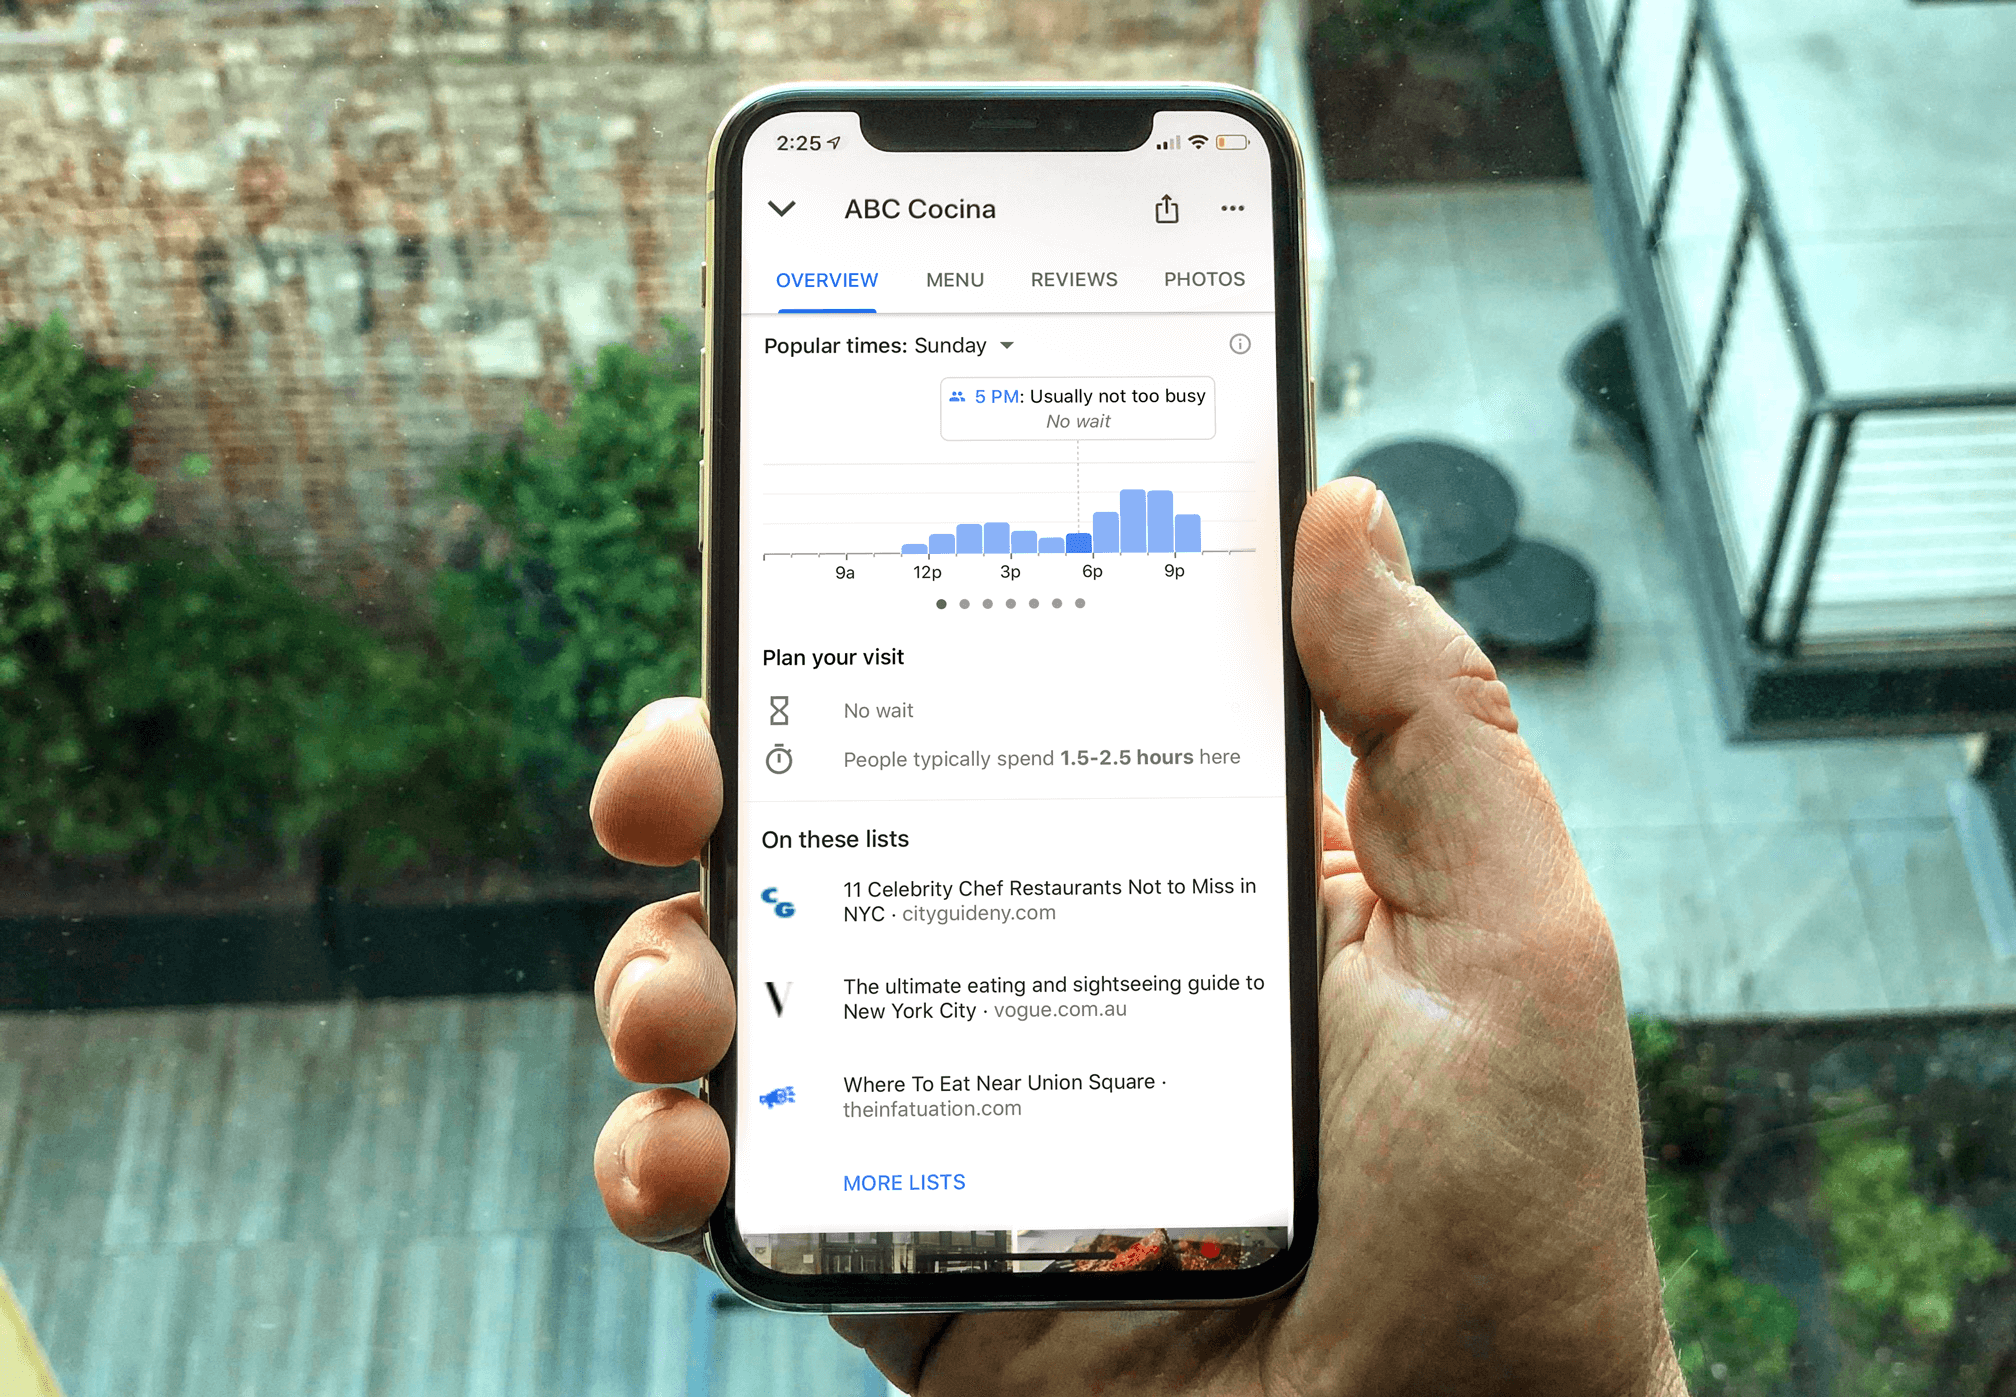 2:25
ABC Cocina
OVERVIEW MENU REVIEWS PHOTOS
Popular times: Sunday
5 PM: Usually not too busy
No wait
9a 12p 3p 6p 9p
Plan your visit
No wait
People typically spend 1.5-2.5 hours here
On these lists
CG
11 Celebrity Chef Restaurants Not to Miss in
NYC · cityguideny.com
V
The ultimate eating and sightseeing guide to
New York City · vogue.com.au
Where To Eat Near Union Square ·
theinfatuation.com
MORE LISTS